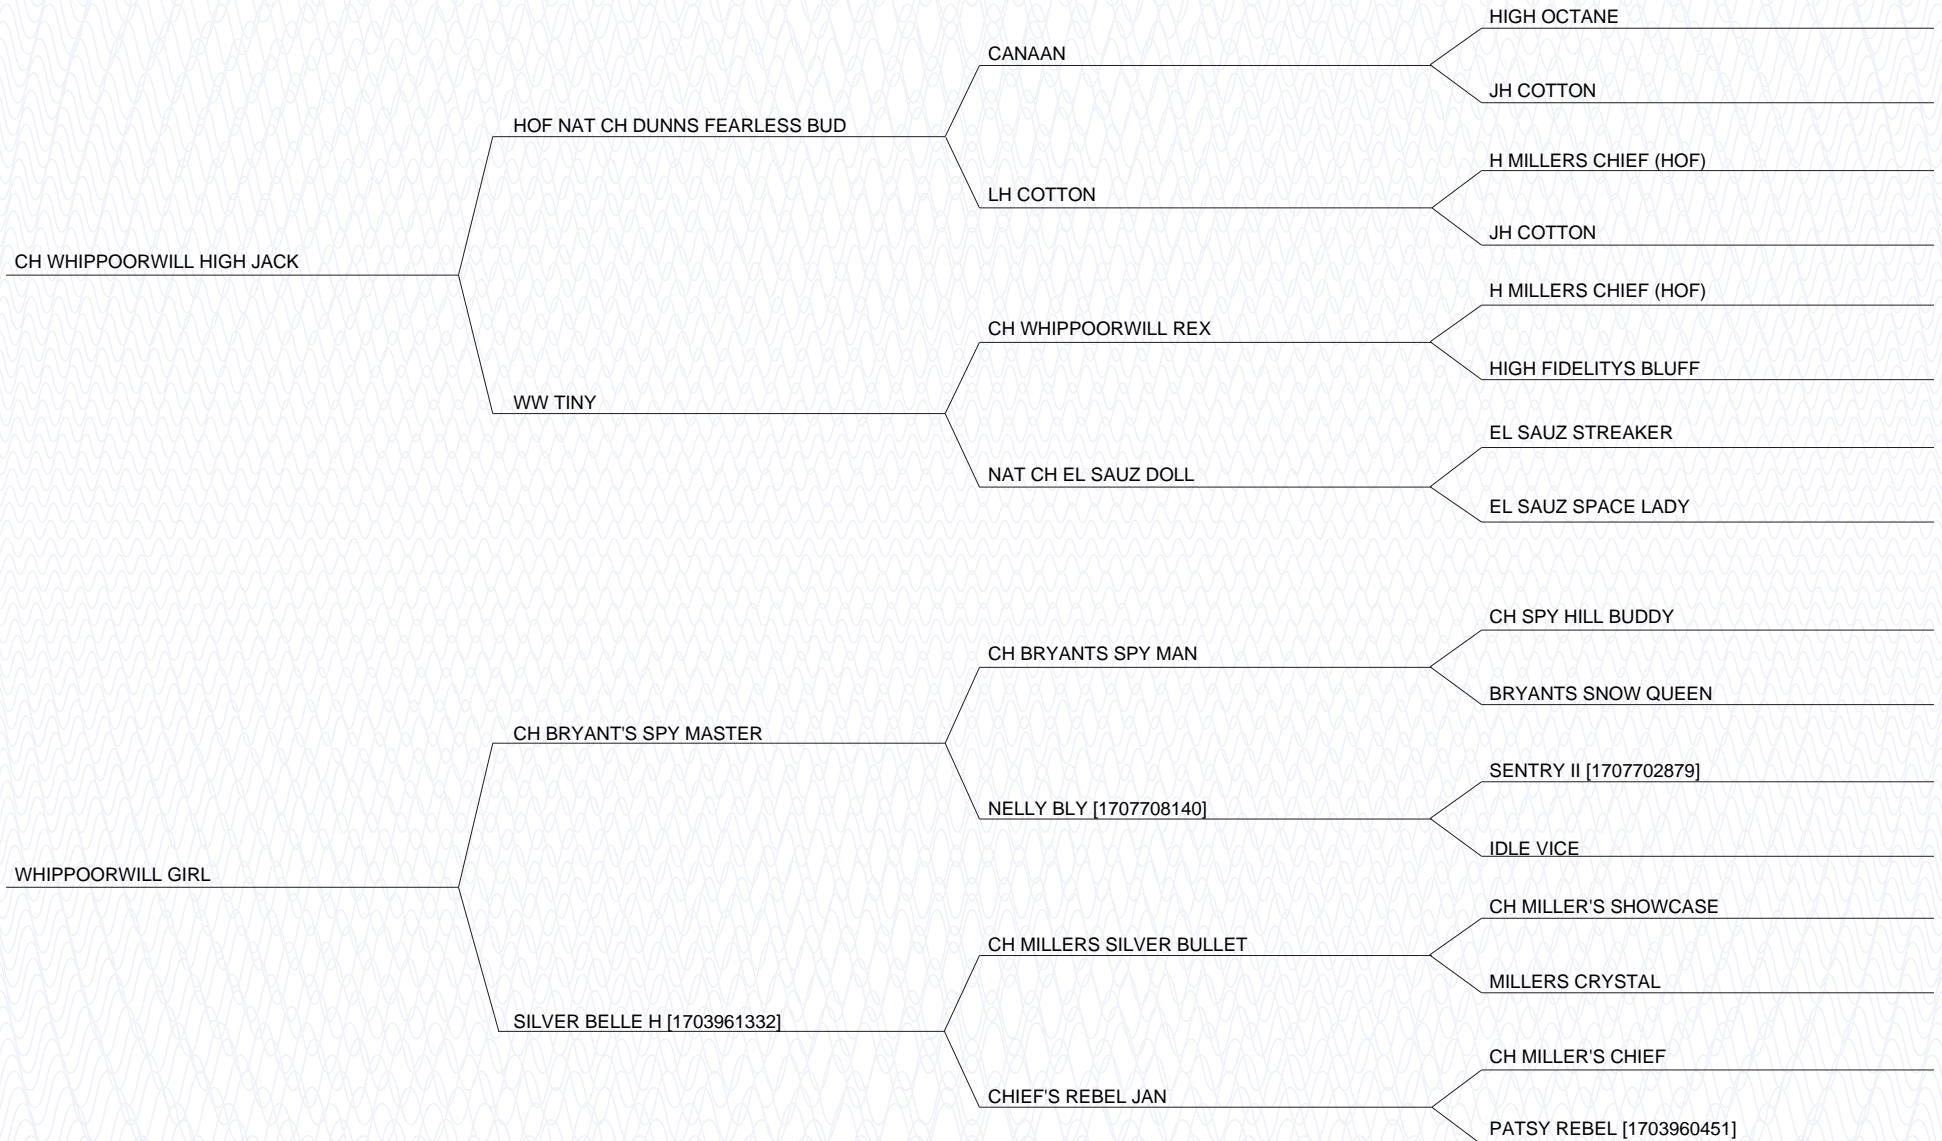 HIGH OCTANE
CANAAN
JH COTTON
HOF NAT CH DUNNS FEARLESS BUD
H MILLERS CHIEF (HOF)
LH COTTON
JH COTTON
CH WHIPPOORWILL HIGH JACK
H MILLERS CHIEF (HOF)
CH WHIPPOORWILL REX
HIGH FIDELITYS BLUFF
WW TINY
EL SAUZ STREAKER
NAT CH EL SAUZ DOLL
EL SAUZ SPACE LADY
CH SPY HILL BUDDY
CH BRYANTS SPY MAN
BRYANTS SNOW QUEEN
CH BRYANT'S SPY MASTER
SENTRY II [1707702879]
NELLY BLY [1707708140]
IDLE VICE
WHIPPOORWILL GIRL
CH MILLER'S SHOWCASE
CH MILLERS SILVER BULLET
MILLERS CRYSTAL
SILVER BELLE H [1703961332]
CH MILLER'S CHIEF
CHIEF'S REBEL JAN
PATSY REBEL [1703960451]